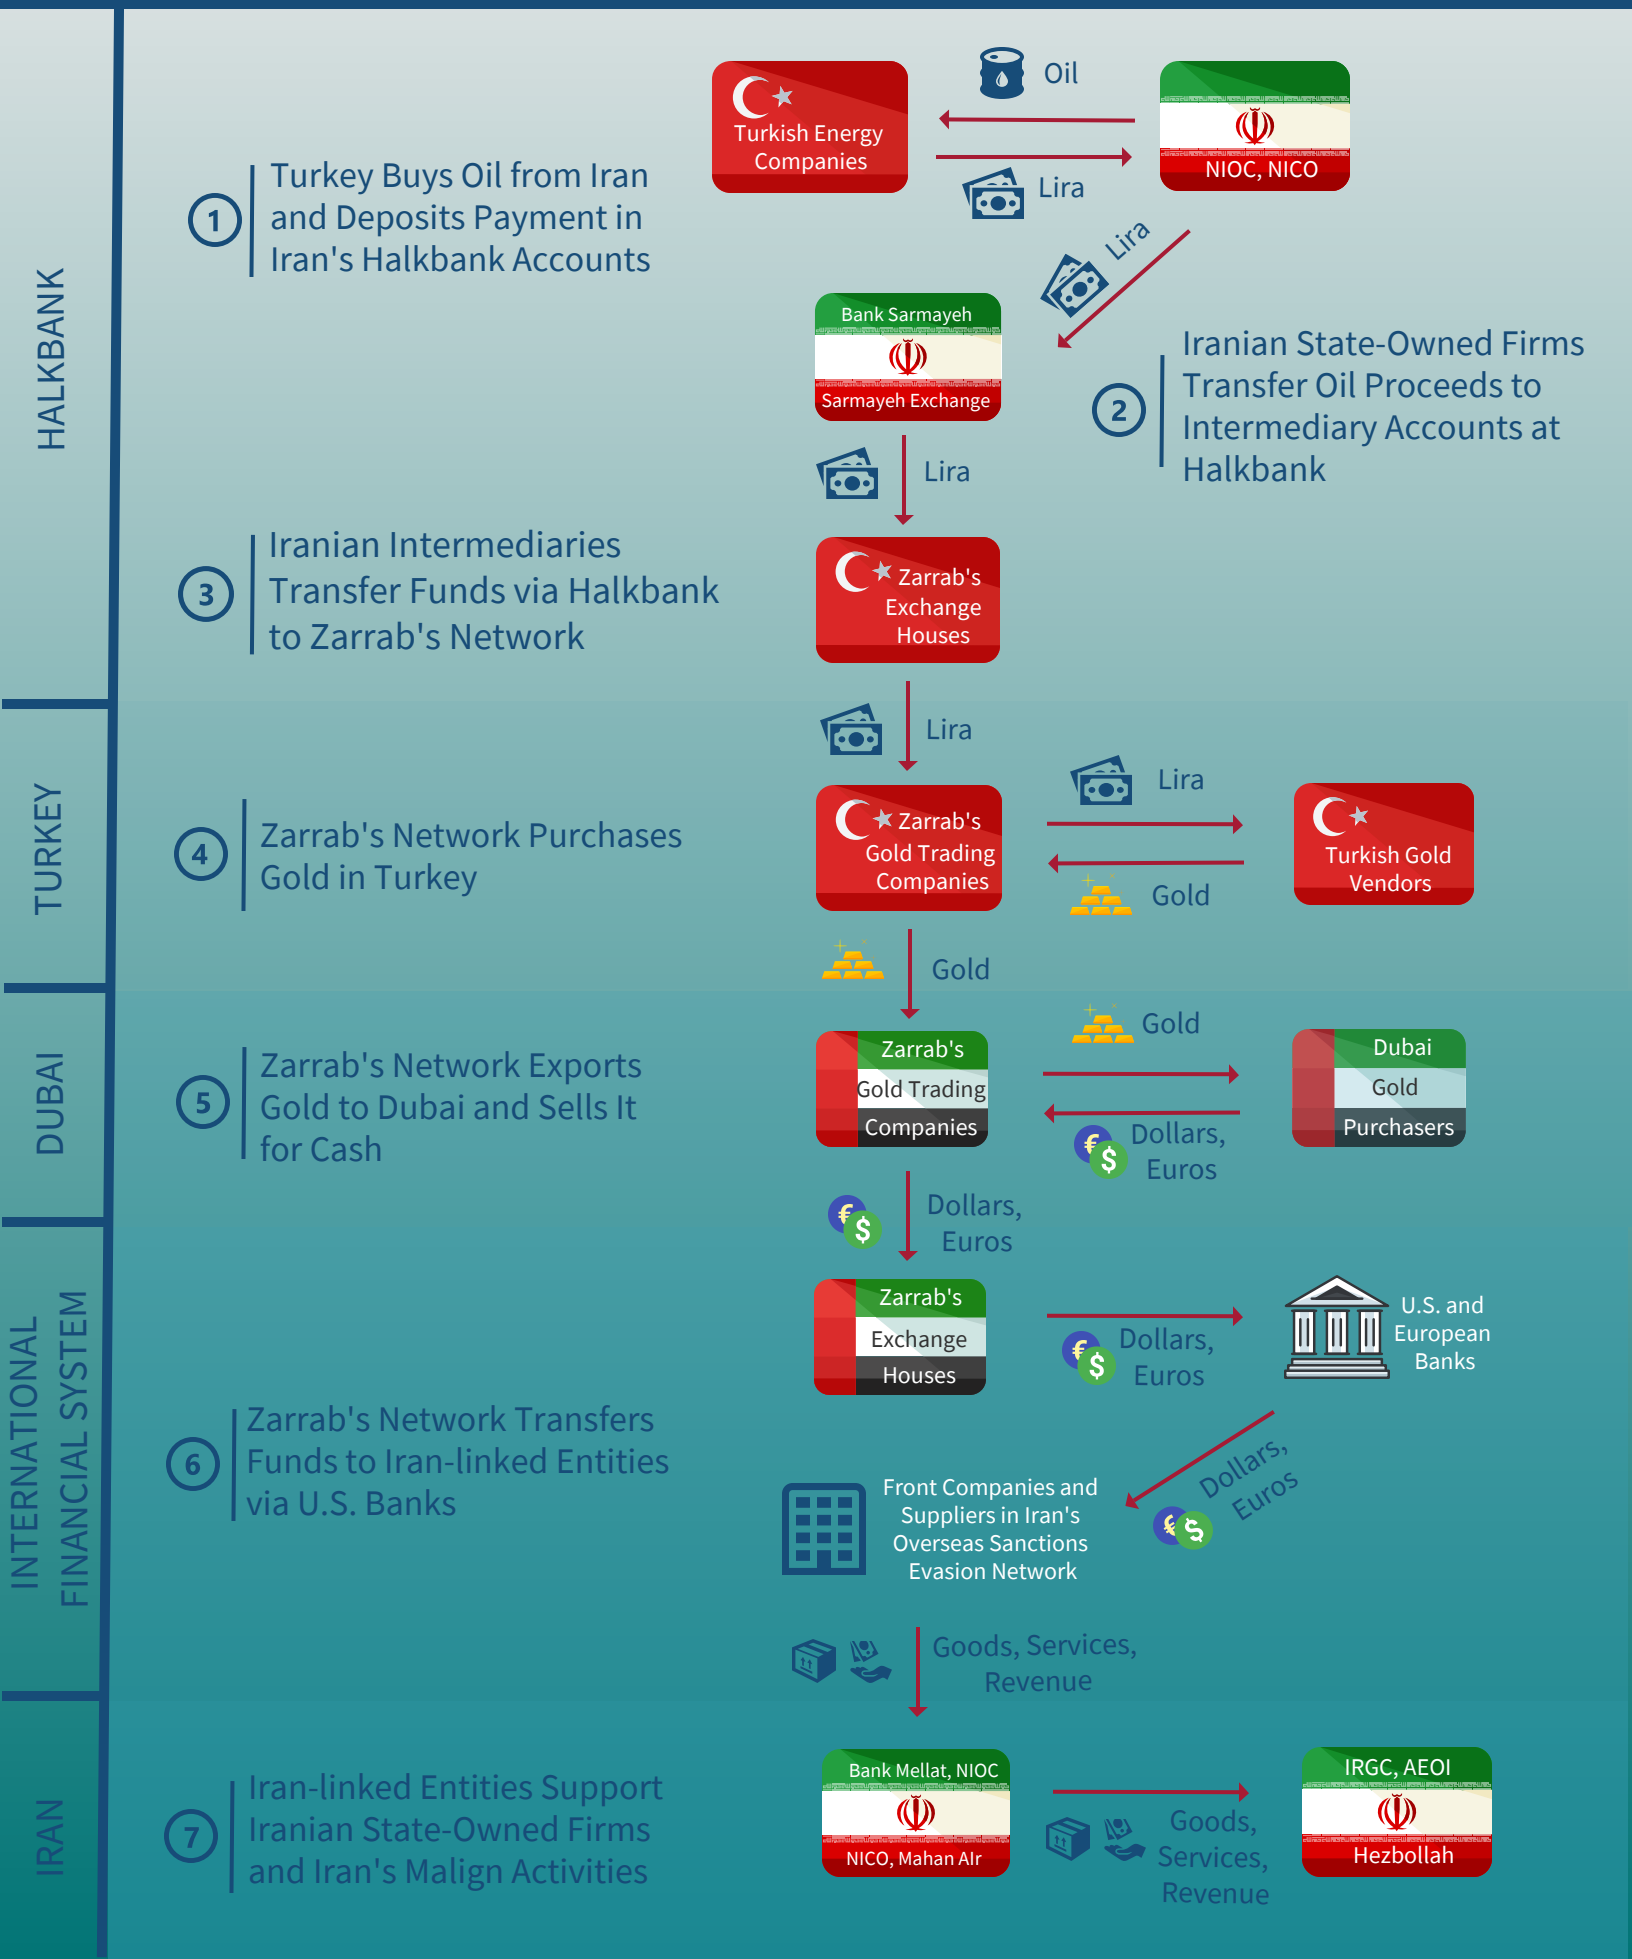 HALKBANK
Turkish Energy
Companies
Oil
Lira
NIOC, NICO
1
Turkey Buys Oil from Iran
and Deposits Payment in
Iran's Halkbank Accounts
Lira
Bank Sarmayeh
Sarmayeh Exchange
2
Iranian State-Owned Firms
Transfer Oil Proceeds to
Intermediary Accounts at
Halkbank
Lira
3
Iranian Intermediaries
Transfer Funds via Halkbank
to Zarrab's Network
Zarrab's
Exchange
Houses
Lira
TURKEY
4
Zarrab's Network Purchases
Gold in Turkey
Zarrab's
Gold Trading
Companies
Lira
Gold
Turkish Gold
Vendors
Gold
DUBAI
5
Zarrab's Network Exports
Gold to Dubai and Sells It
for Cash
Zarrab's
Gold Trading
Companies
Gold
Dollars,
Euros
Dubai
Gold
Purchasers
Dollars,
Euros
INTERNATIONAL
FINANCIAL SYSTEM
Zarrab's
Exchange
Houses
Dollars,
Euros
U.S. and
European
Banks
6
Zarrab's Network Transfers
Funds to Iran-linked Entities
via U.S. Banks
Dollars,
Euros
Front Companies and
Suppliers in Iran's
Overseas Sanctions
Evasion Network
Goods, Services,
Revenue
IRAN
7
Iran-linked Entities Support
Iranian State-Owned Firms
and Iran's Malign Activities
Bank Mellat, NIOC
NICO, Mahan AIr
Goods,
Services,
Revenue
IRGC, AEOI
Hezbollah